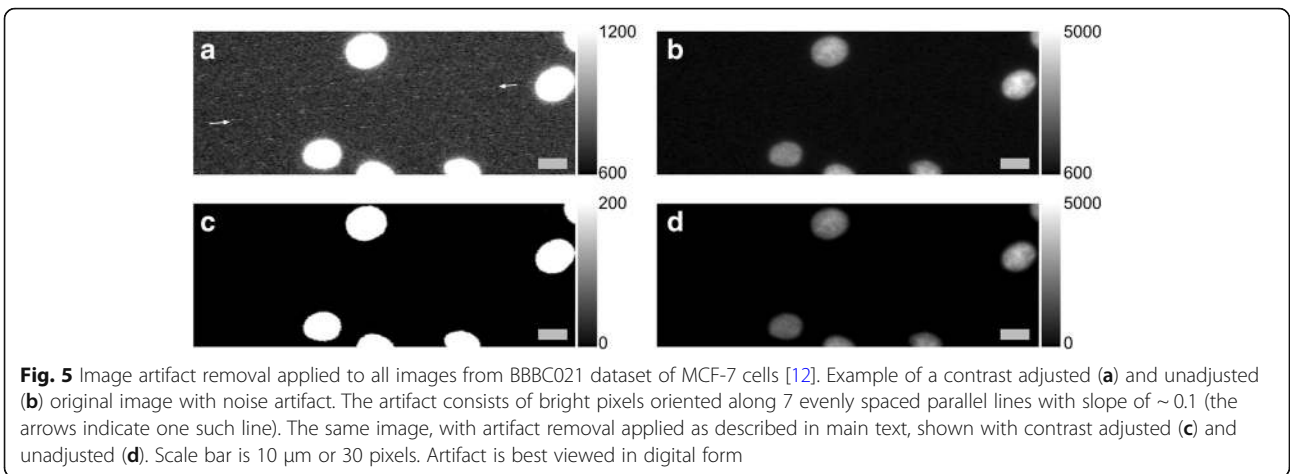 a
1200
600
b
5000
600
c
200
0
d
5000
0
Fig. 5 Image artifact removal applied to all images from BBBC021 dataset of MCF-7 cells [12]. Example of a contrast adjusted (a) and unadjusted
(b) original image with noise artifact. The artifact consists of bright pixels oriented along 7 evenly spaced parallel lines with slope of ~ 0.1 (the
arrows indicate one such line). The same image, with artifact removal applied as described in main text, shown with contrast adjusted (c) and
unadjusted (d). Scale bar is 10 μm or 30 pixels. Artifact is best viewed in digital form